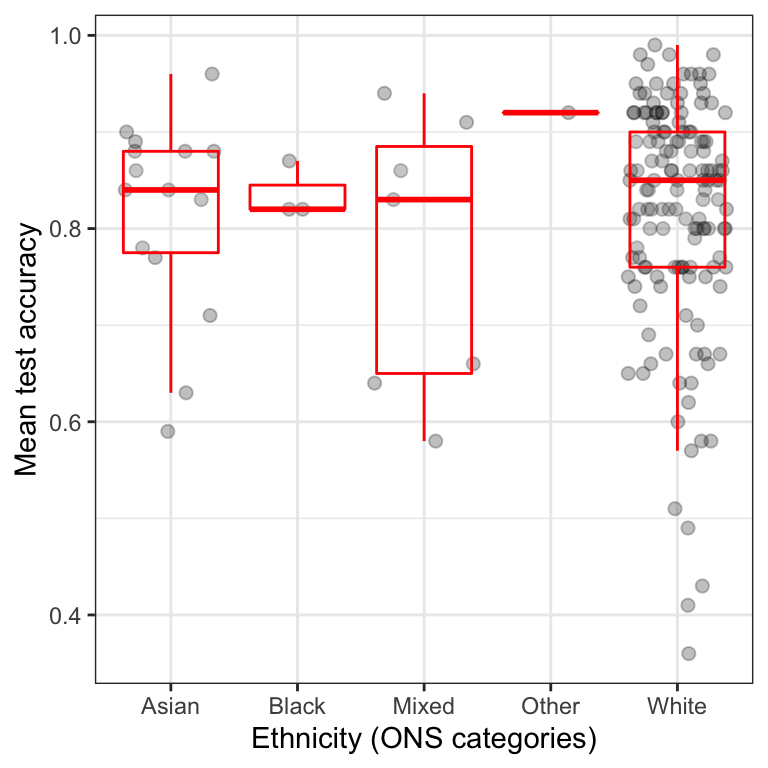 1.0
0.8
0.6
0.4
Mean test accuracy
Asian Black Mixed Other White
Ethnicity (ONS categories)